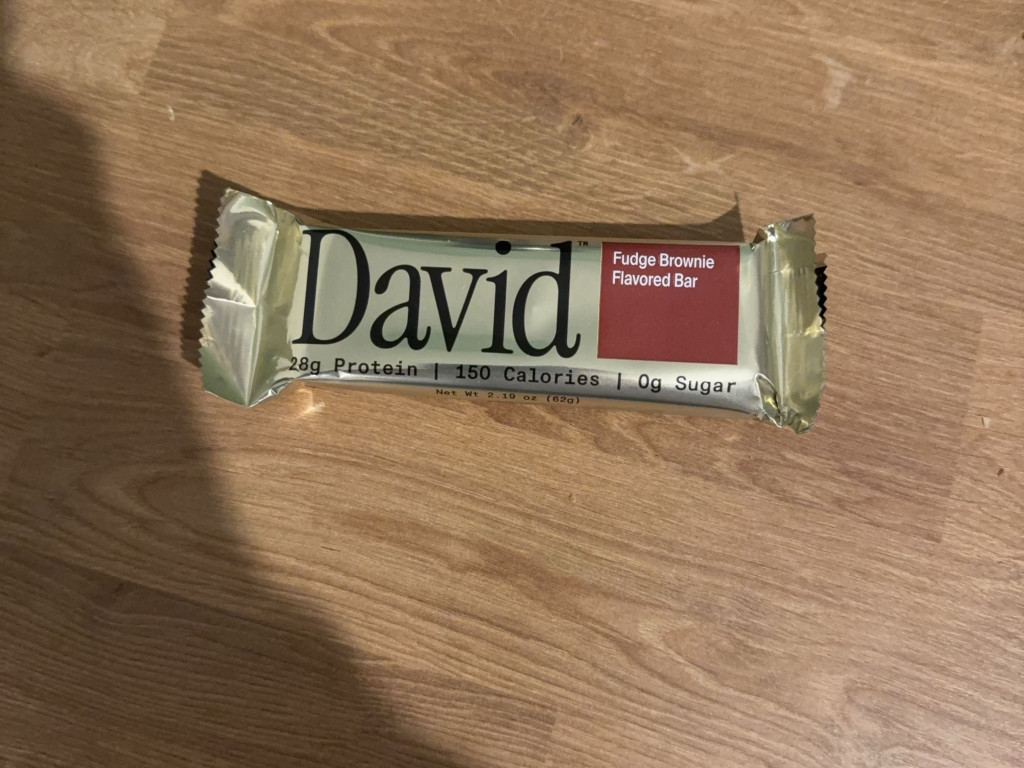 David™
Fudge Brownie
Flavored Bar
28g Protein | 150 Calories | 0g Sugar
Net Wt 2.19 oz (62g)